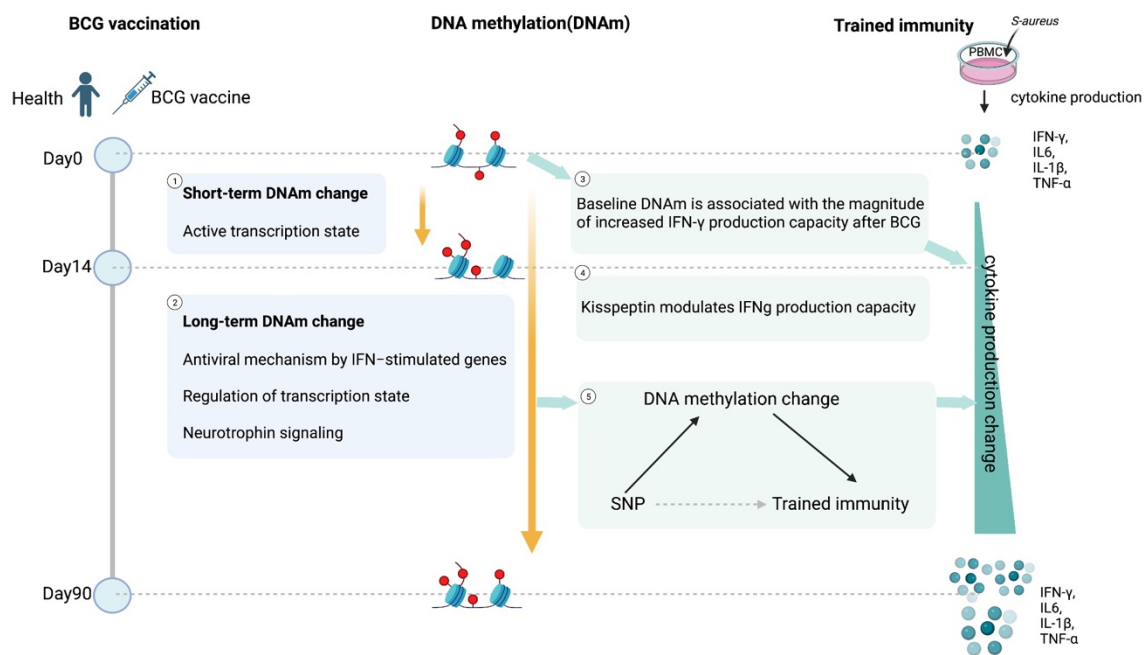 BCG vaccination
DNA methylation(DNAm)
Trained immunity
S-aureus
PBMC
Health
BCG vaccine
cytokine production
Day0
IFN-γ,
IL6,
IL-1β,
TNF-α
1
Short-term DNAm change
Active transcription state
3
Baseline DNAm is associated with the magnitude
of increased IFN-γ production capacity after BCG
Day14
4
Kisspeptin modulates IFNg production capacity
2
Long-term DNAm change
Antiviral mechanism by IFN−stimulated genes
Regulation of transcription state
Neurotrophin signaling
5
DNA methylation change
SNP
Trained immunity
cytokine production change
Day90
IFN-γ,
IL6,
IL-1β,
TNF-α